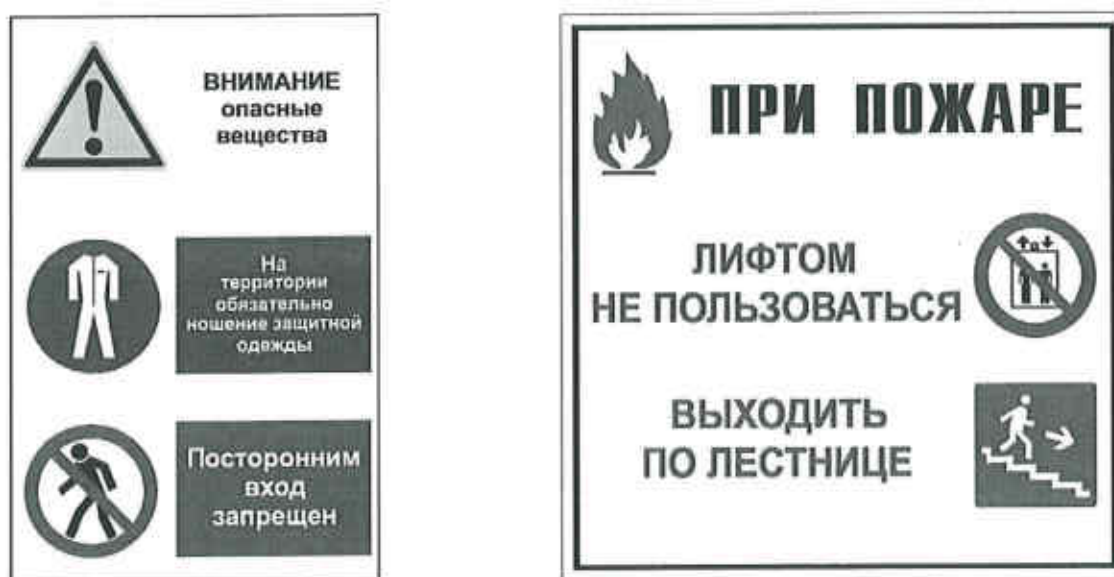 ВНИМАНИЕ
опасные
вещества
На
территории
обязательно
ношение защитной
одежды
Посторонним
вход
запрещен
ПРИ ПОЖАРЕ
ЛИФТОМ
НЕ ПОЛЬЗОВАТЬСЯ
ВЫХОДИТЬ
ПО ЛЕСТНИЦЕ